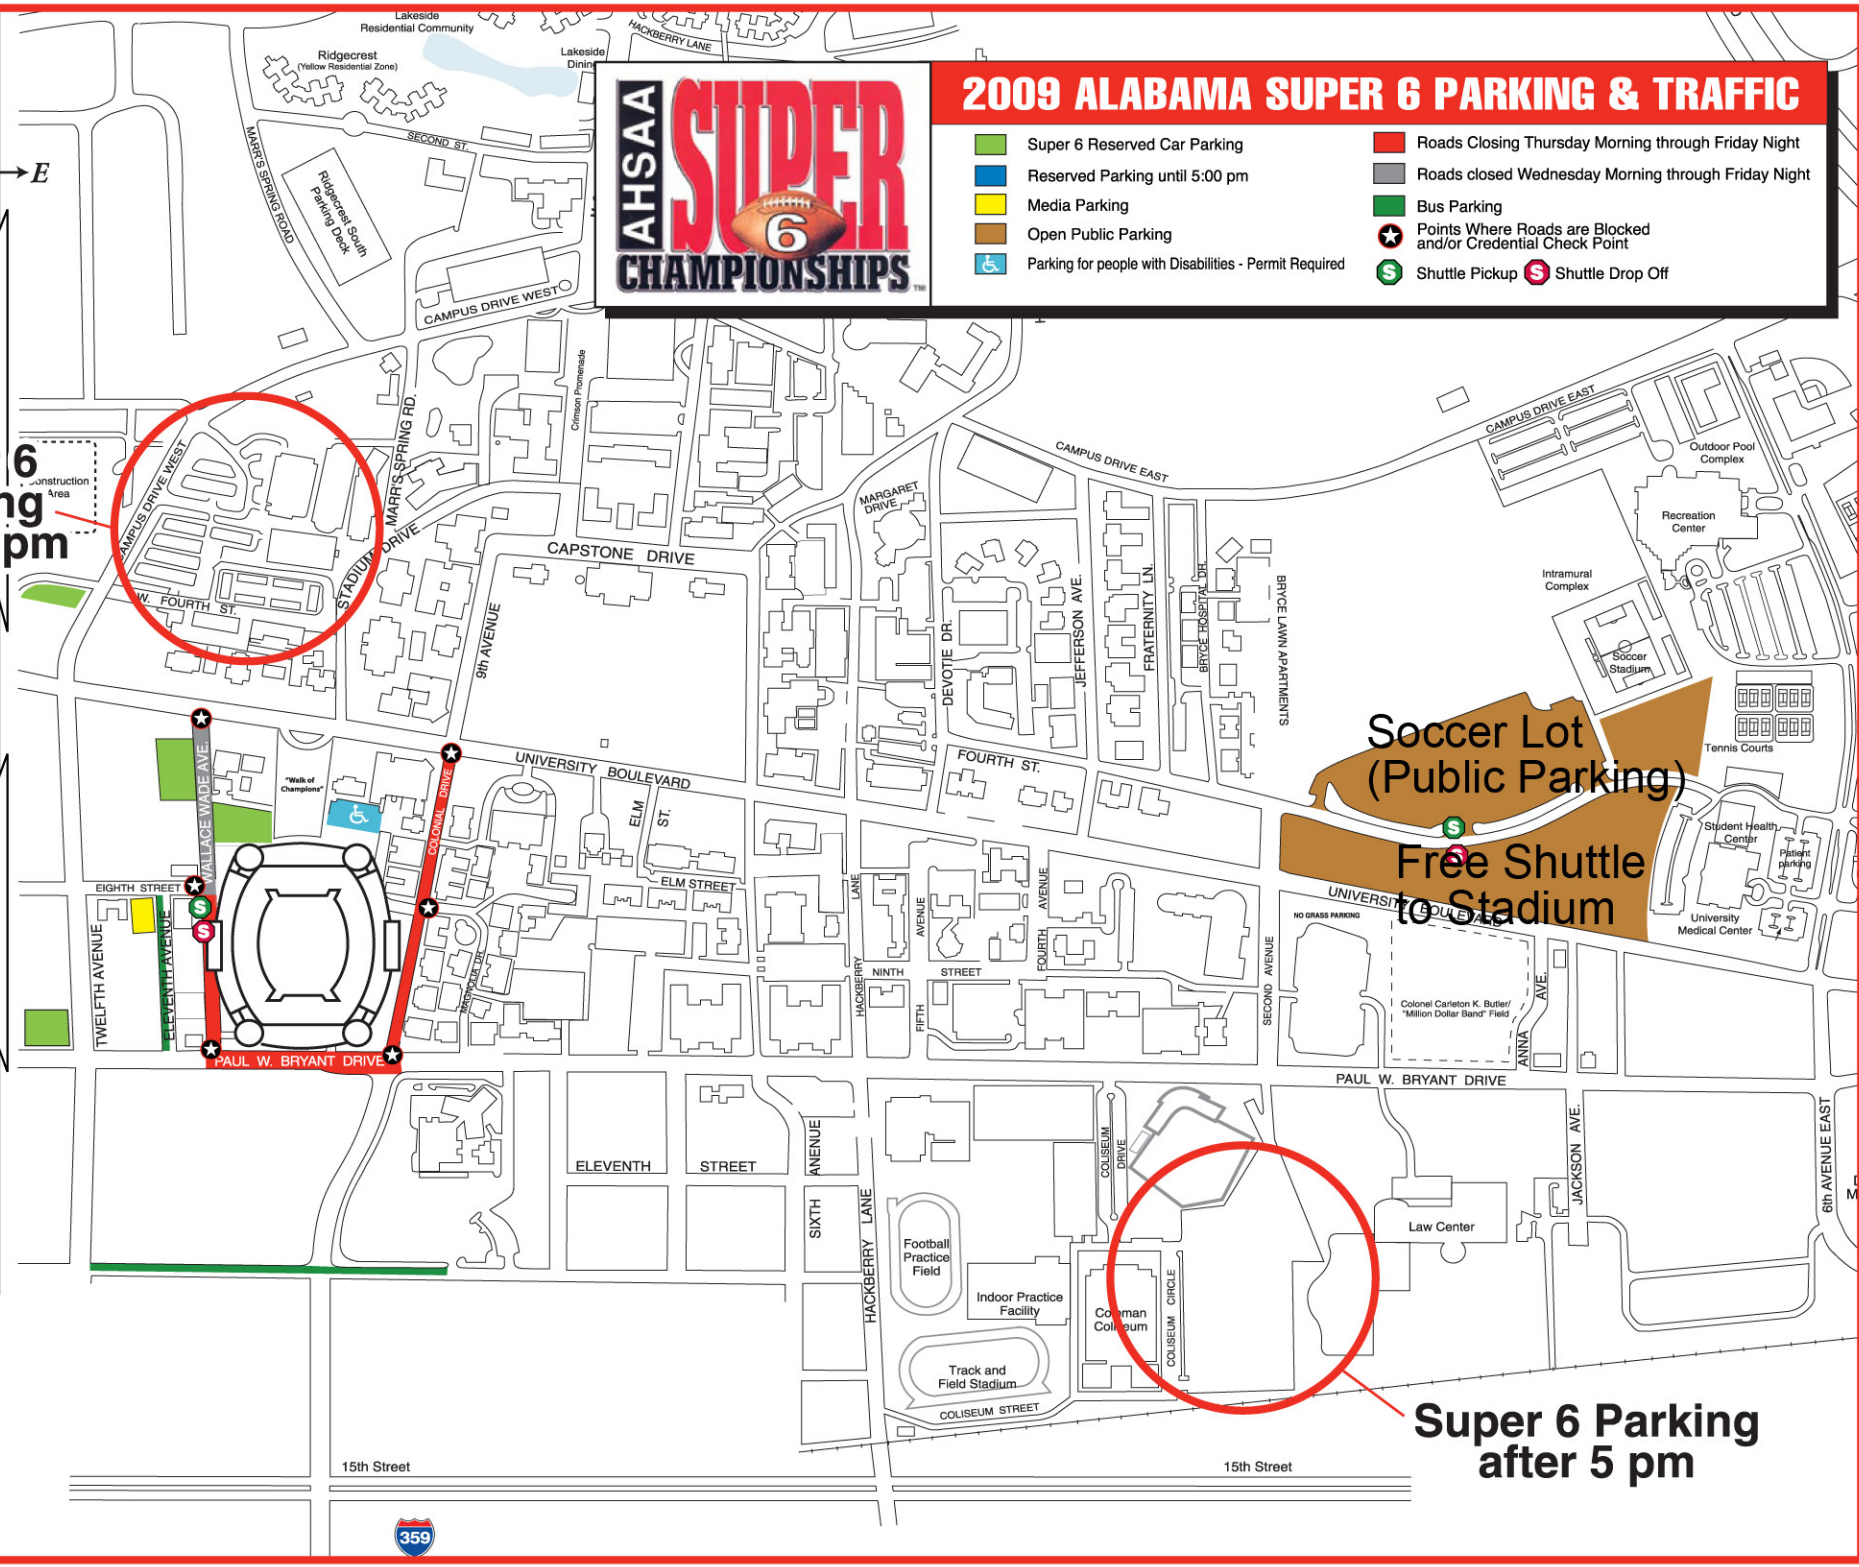 Lakeside
Residential Community
Ridgecrest
(Yellow Residential Zone)
Lakeside
Dining
HACKBERRY LANE
MARR'S SPRING ROAD
SECOND ST.
Ridgecrest South
Parking Deck
CAMPUS DRIVE WEST
E
AHSAA
SUPER
6
CHAMPIONSHIPS
TM
2009 ALABAMA SUPER 6 PARKING & TRAFFIC
Super 6 Reserved Car Parking
Reserved Parking until 5:00 pm
Media Parking
Open Public Parking
Parking for people with Disabilities - Permit Required
Roads Closing Thursday Morning through Friday Night
Roads closed Wednesday Morning through Friday Night
Bus Parking
Points Where Roads are Blocked
and/or Credential Check Point
S Shuttle Pickup S Shuttle Drop Off
6
ng
pm
onstruction
Area
CAMPUS DRIVE WEST
MARR'S SPRING RD.
STADIUM DRIVE
W. FOURTH ST.
Crimson Promenade
CAPSTONE DRIVE
9th AVENUE
MARGARET
DRIVE
CAMPUS DRIVE EAST
CAMPUS DRIVE EAST
DEVOTIE DR.
JEFFERSON AVE.
FRATERNITY LN.
BRYCE HOSPITAL DR.
BRYCE LAWN APARTMENTS
Outdoor Pool
Complex
Recreation
Center
Intramural
Complex
Soccer
Stadium
Tennis Courts
Soccer Lot
(Public Parking)
S
S
Free Shuttle
to Stadium
Student Health
Center
Patient
parking
University
Medical Center
UNIVERSITY BOULEVARD
NO GRASS PARKING
WALLACE WADE AVE.
"Walk of
Champions"
COLONIAL DRIVE
UNIVERSITY BOULEVARD
FOURTH ST.
ELM
ST.
ELM STREET
EIGHTH STREET
S
S
TWELFTH AVENUE
ELEVENTH AVENUE
MAGNOLIA DR.
PAUL W. BRYANT DRIVE
HACKBERRY
LANE
NINTH STREET
FIFTH
AVENUE
FOURTH
AVENUE
SECOND AVENUE
Colonel Carleton K. Butler/
"Million Dollar Band" Field
ANNA
AVE.
PAUL W. BRYANT DRIVE
ELEVENTH STREET
SIXTH
ANENUE
HACKBERRY LANE
COLISEUM
DRIVE
Football
Practice
Field
Indoor Practice
Facility
Coleman
Coliseum
COLISEUM CIRCLE
Track and
Field Stadium
COLISEUM STREET
Law Center
JACKSON AVE.
6th AVENUE EAST
M
Super 6 Parking
after 5 pm
15th Street
15th Street
359